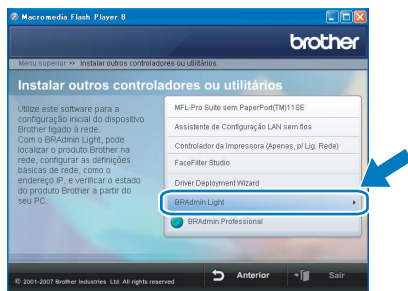 Macromedia Flash Player 8
brother
Menu superior >> Instalar outros controladores ou utilitários
Instalar outros controladores ou utilitários
Utilize este software para a
configuração inicial do dispositivo
Brother ligado à rede.
Com o BRAdmin Light, pode
localizar o produto Brother na
rede, configurar as definições
básicas de rede, como o
endereço IP, e verificar o estado
do produto Brother a partir do
seu PC.
MFL-Pro Suite sem PaperPort(TM)11SE
Assistente de Configuração LAN sem fios
Controlador da Impressora (Apenas, p/ Lig. Rede)
FaceFilter Studio
Driver Deployment Wizard
BRAdmin Light
BRAdmin Professional
© 2001-2007 Brother Industries Ltd. All rights reserved
Anterior
Sair